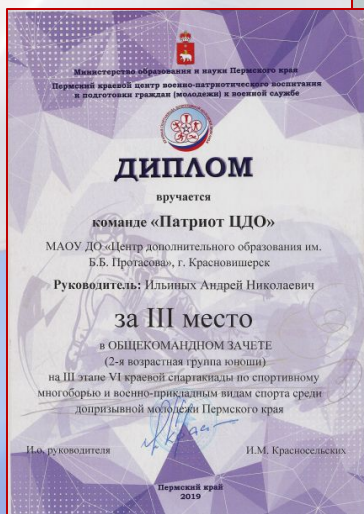 Министерство образования и науки Пермского края
Пермский краевой центр военно-патриотического воспитания
и подготовки граждан (молодежи) к военной службе
ДИПЛОМ
вручается
команде «Патриот ЦДО»
МАОУ ДО «Центр дополнительного образования им.
Б.Б. Протасова», г. Красновишерск
Руководитель: Ильиных Андрей Николаевич
за III место
в ОБЩЕКОМАНДНОМ ЗАЧЕТЕ
(2-я возрастная группа юноши)
на III этапе VI краевой спартакиады по спортивному
многоборью и военно-прикладным видам спорта среди
допризывной молодежи Пермского края
И.о. руководителя И.М. Красносельских
Пермский край
2019